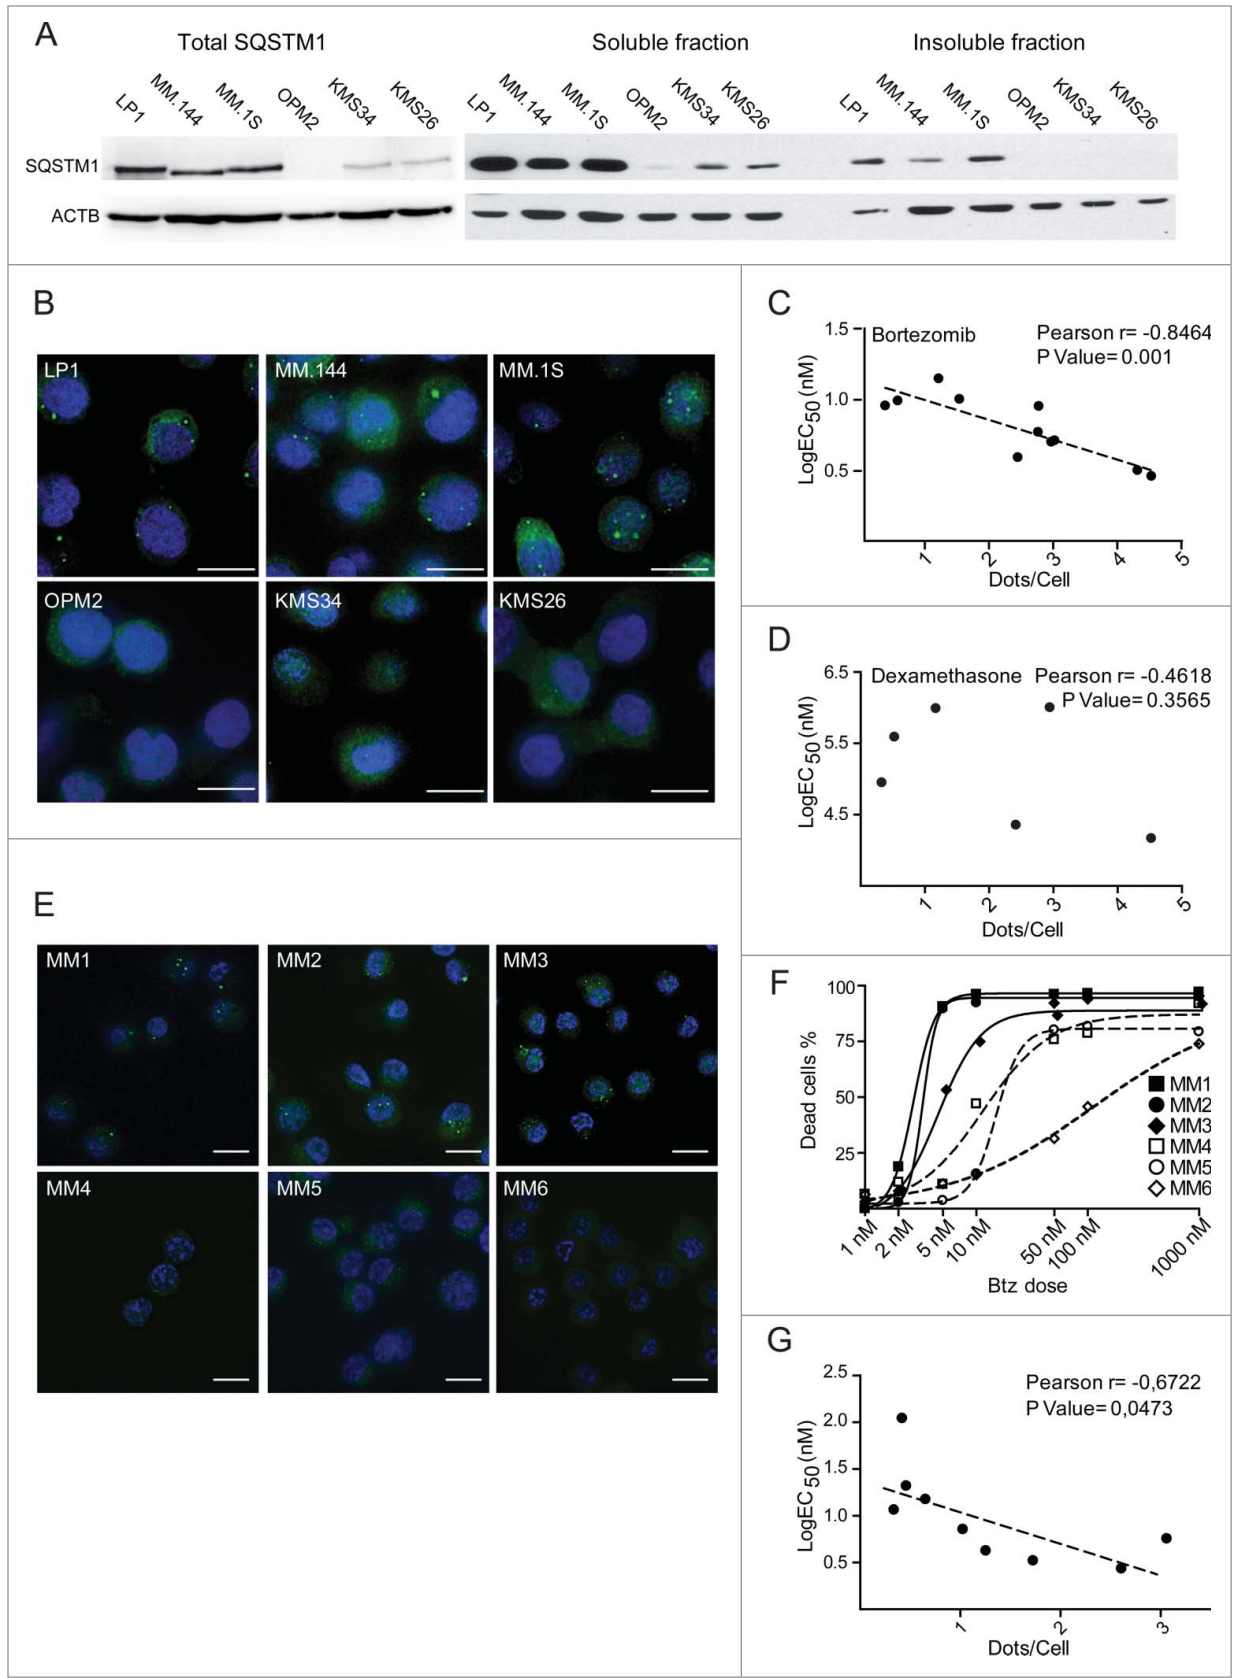 A
Total SQSTM1
Soluble fraction
Insoluble fraction
LP1
MM.144
MM.1S
OPM2
KMS34
KMS26
LP1
MM.144
MM.1S
OPM2
KMS34
KMS26
LP1
MM.144
MM.1S
OPM2
KMS34
KMS26
SQSTM1
ACTB
B
LP1
MM.144
MM.1S
OPM2
KMS34
KMS26
C
Bortezomib
Pearson r= -0.8464
P Value= 0.001
LogEC50 (nM)
1.5
1.0
0.5
1
2
3
4
5
Dots/Cell
D
Dexamethasone
Pearson r= -0.4618
P Value= 0.3565
LogEC50 (nM)
6.5
5.5
4.5
1
2
3
4
5
Dots/Cell
E
MM1
MM2
MM3
MM4
MM5
MM6
F
Dead cells %
100
75
50
25
MM1
MM2
MM3
MM4
MM5
MM6
1 nM
2 nM
5 nM
10 nM
50 nM
100 nM
1000 nM
Btz dose
G
Pearson r= -0,6722
P Value= 0,0473
LogEC50 (nM)
2.5
2.0
1.5
1.0
0.5
1
2
3
Dots/Cell